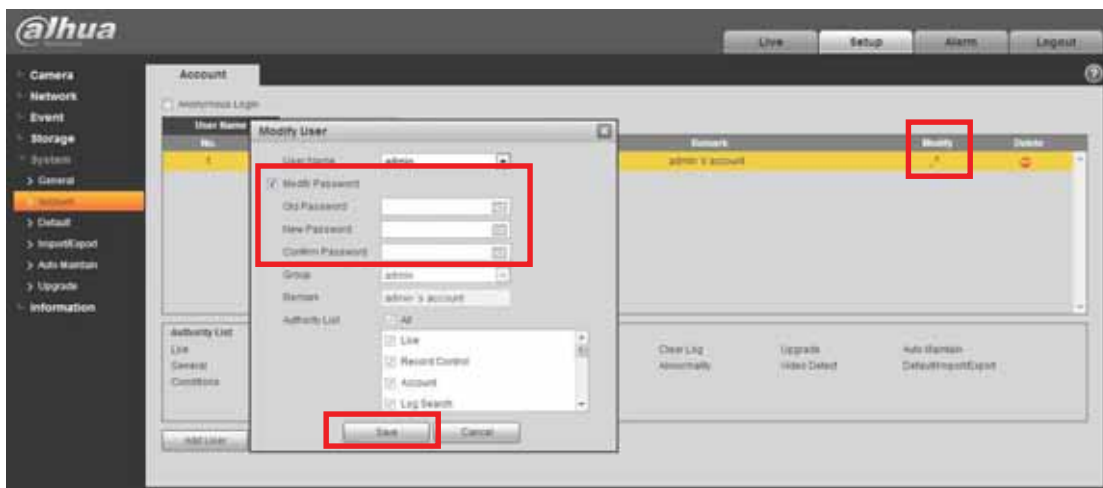 alhua
Live Setup Alarm Logout
Camera
Network
Event
Storage
System
General
Account
Default
Import/Export
Auto Maintain
Upgrade
Information
Account
Anonymous Login
User Name
No. Remark Modify Delete
1 admin 's account
Modify User
User Name admin
Modify Password
Old Password
New Password
Confirm Password
Group admin
Remark admin 's account
Authority List All
Live
Record Control
Account
Log Search
Save Cancel
Authority List
Live Clear Log Upgrade Auto Maintain
General Abnormality Video Detect Default/Import/Export
Conditions
Add User